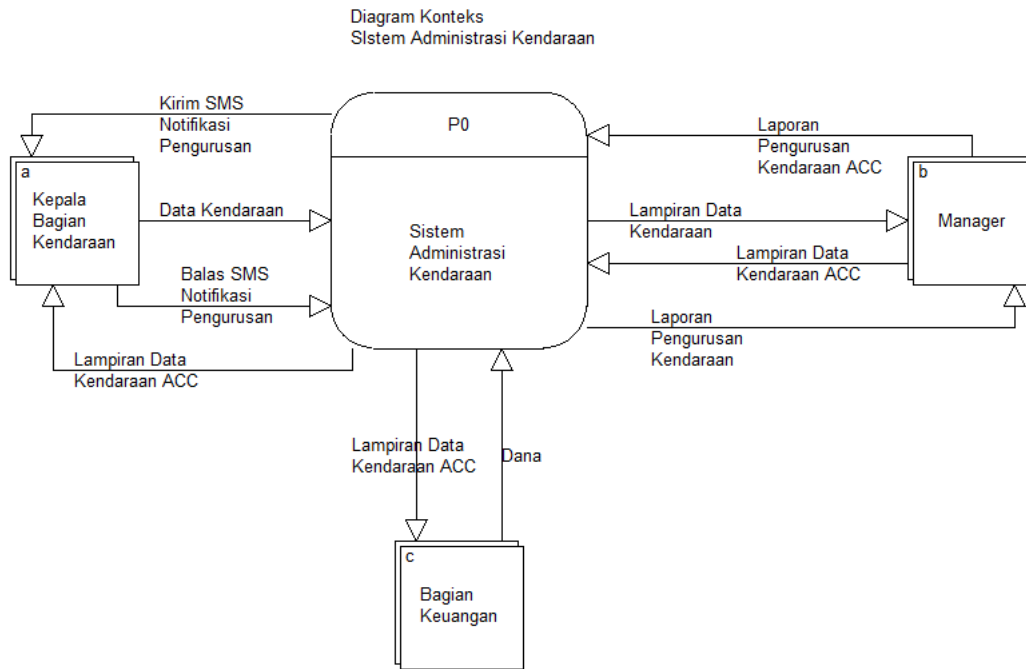 Diagram Konteks
SIstem Administrasi Kendaraan
Kirim SMS
Notifikasi
Pengurusan
P0
Laporan
Pengurusan
Kendaraan ACC
a
Kepala
Bagian
Kendaraan
Data Kendaraan
Sistem
Administrasi
Kendaraan
Lampiran Data
Kendaraan
b
Manager
Lampiran Data
Kendaraan ACC
Balas SMS
Notifikasi
Pengurusan
Laporan
Pengurusan
Kendaraan
Lampiran Data
Kendaraan ACC
Lampiran Data
Kendaraan ACC
Dana
c
Bagian
Keuangan